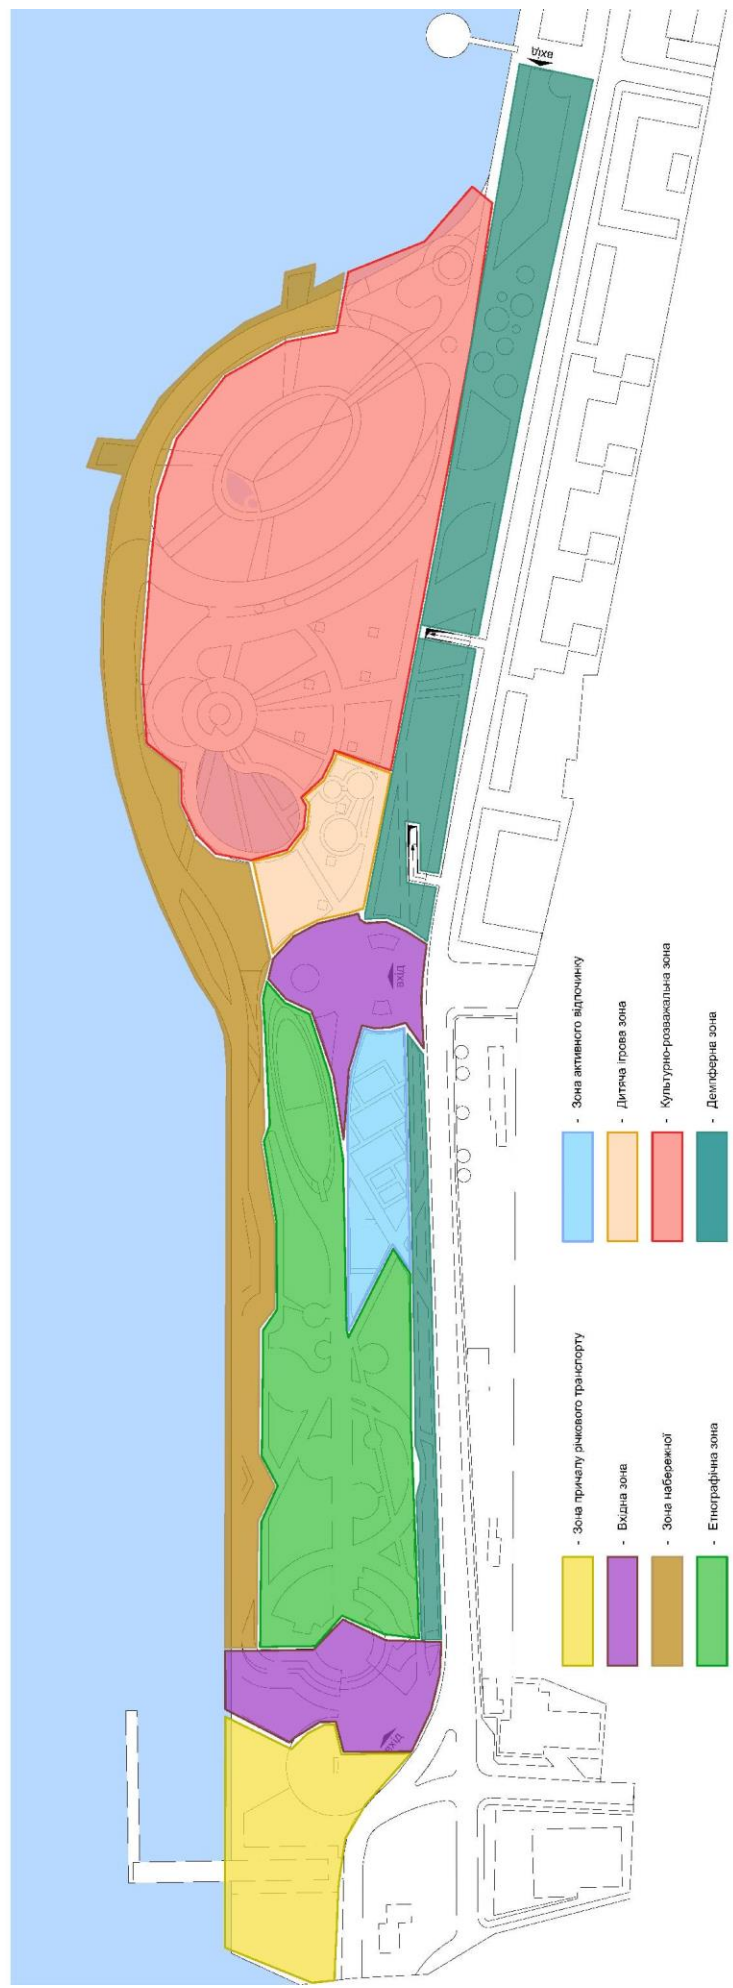 вхід
вхід
вхід
- Зона причалу річкового транспорту
- Вхідна зона
- Зона набережної
- Етнографічна зона
- Зона активного відпочинку
- Дитяча ігрова зона
- Культурно-розважальна зона
- Демпферна зона